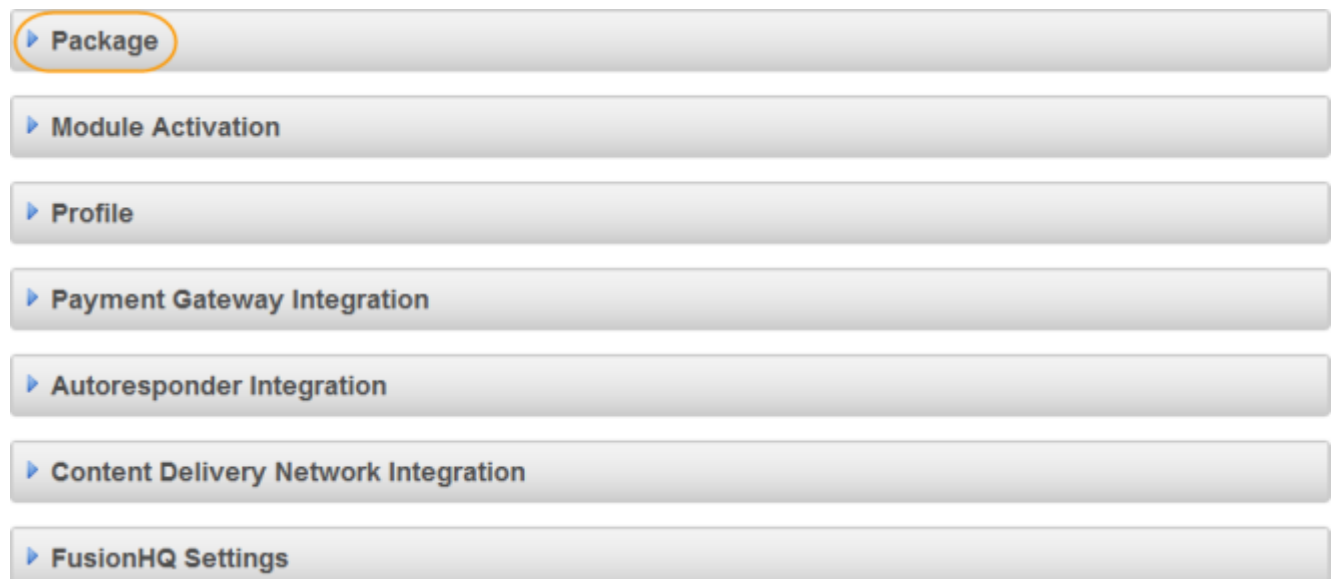 Package
Module Activation
Profile
Payment Gateway Integration
Autoresponder Integration
Content Delivery Network Integration
FusionHQ Settings